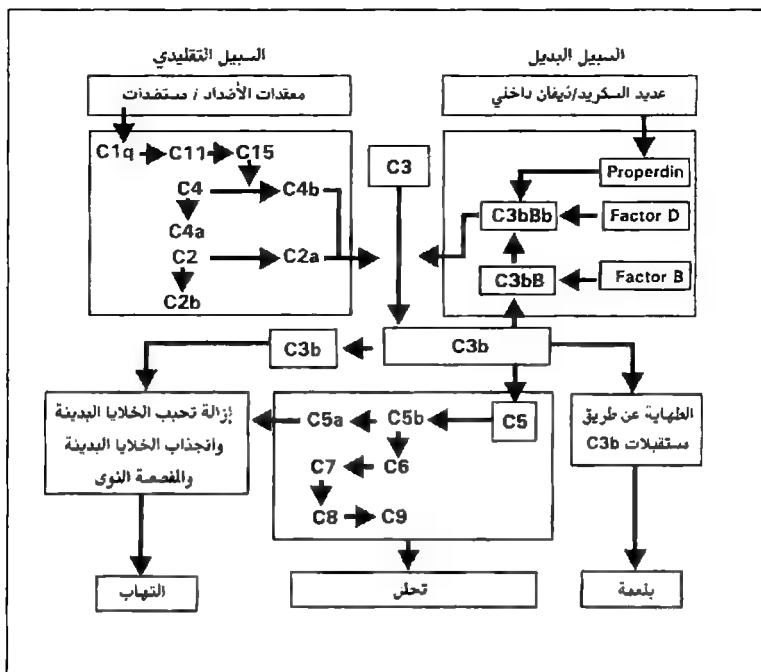 السبيل التقليدي
السبيل البديل
معقدات الأضداد / مستضدات
عديد السكريد/ذيفان داخلي
C1q C11 C15
C4 C4b
C4a
C2 C2a
C2b
C3
Properdin
C3bBb
Factor D
C3bB
Factor B
C3b
C3b
إزالة تحبب الخلايا البدينة
وانجذاب الخلايا البدينة
والمفصصة النوى
C5a C5b C5
C7 C6
C8 C9
الطهاية عن طريق
مستقبلات C3b
التهاب
تحلل
بلعمة